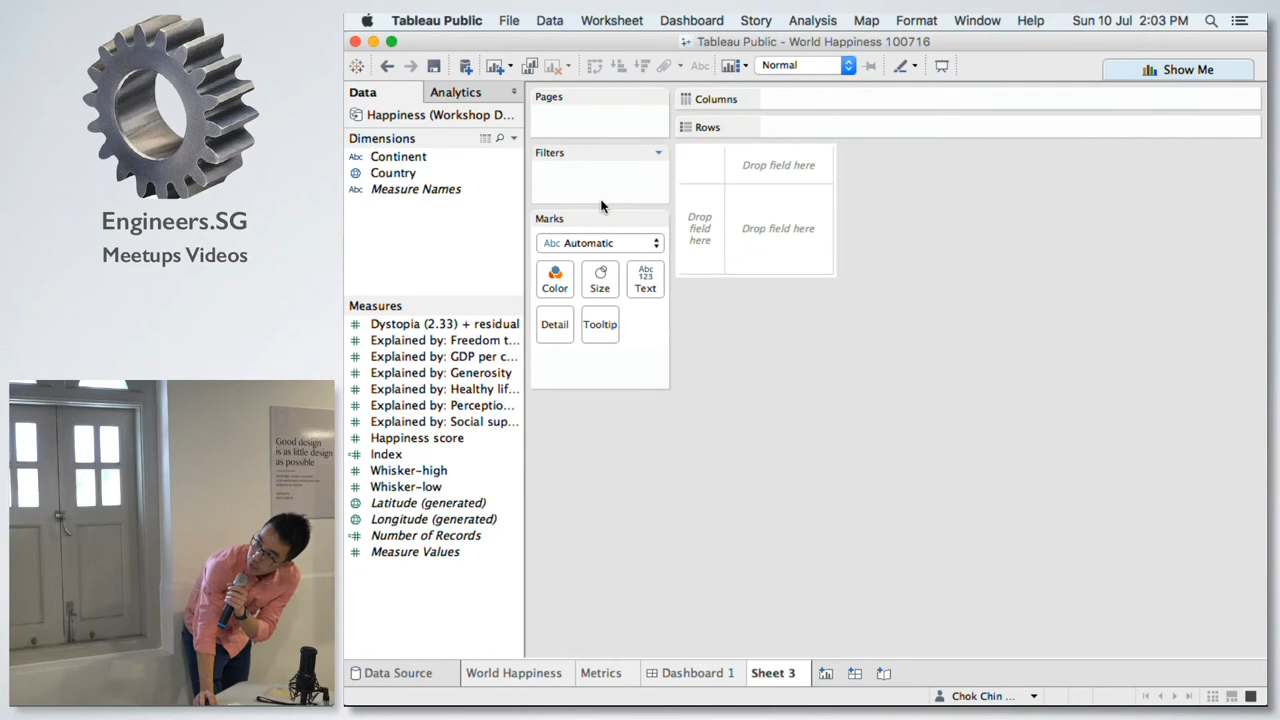 Tableau Public File Data Worksheet Dashboard Story Analysis Map Format Window Help Sun 10 Jul 2:03 PM
Tableau Public - World Happiness 100716
Abc Normal Show Me
Data Analytics
Happiness (Workshop D...
Dimensions
Abc Continent
Country
Abc Measure Names
Measures
Dystopia (2.33) + residual
Explained by: Freedom t...
Explained by: GDP per c...
Explained by: Generosity
Explained by: Healthy lif...
Explained by: Perceptio...
Explained by: Social sup...
Happiness score
Index
Whisker-high
Whisker-low
Latitude (generated)
Longitude (generated)
Number of Records
Measure Values
Pages
Filters
Marks
Abc Automatic
Color
Size
Abc
123
Text
Detail
Tooltip
Columns
Rows
Drop field here
Drop
field
here
Drop field here
Data Source World Happiness Metrics Dashboard 1 Sheet 3
Chok Chin ...
Engineers.SG
Meetups Videos
Good design
is as little design
as possible